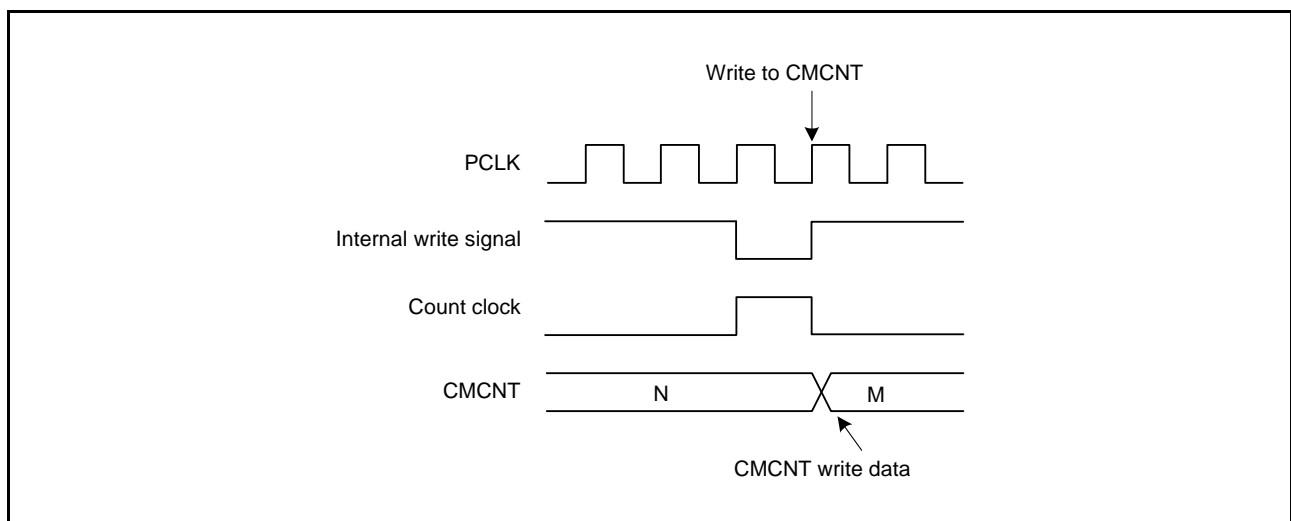 Write to CMCNT
PCLK
Internal write signal
Count clock
CMCNT
N
M
CMCNT write data